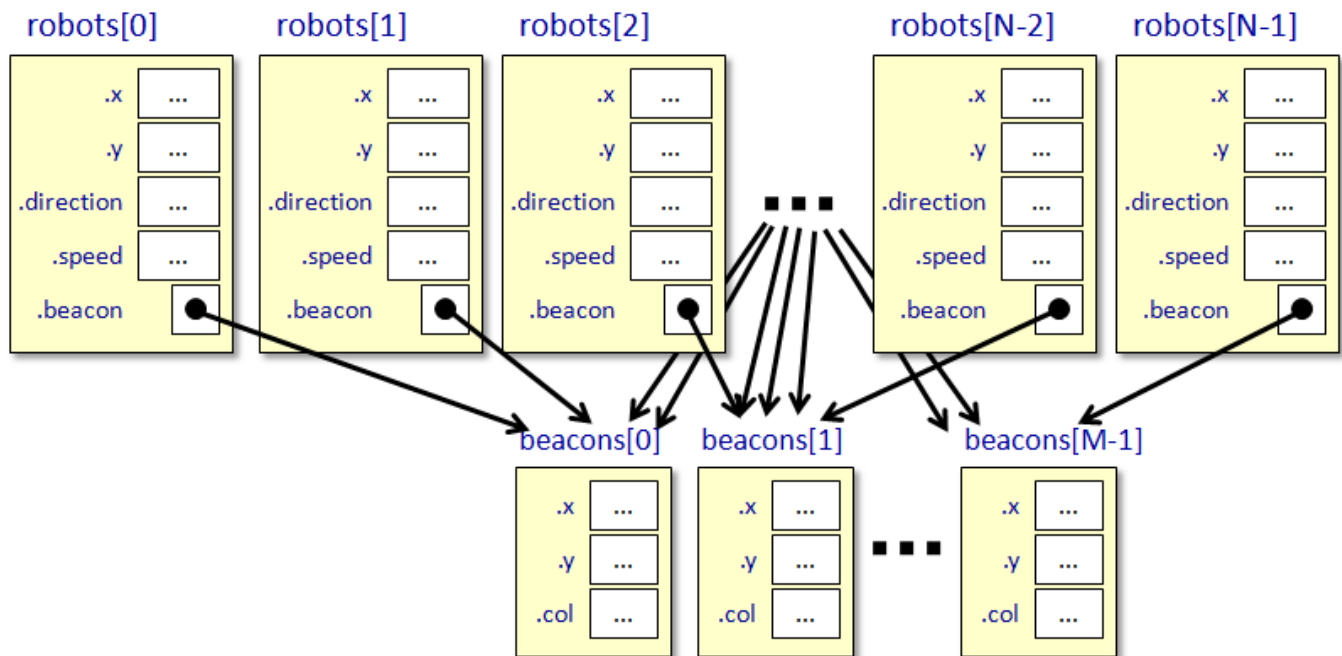 robots[0] robots[1] robots[2] robots[N-2] robots[N-1]
.x ... .x ... .x ... .x ... .x ...
.y ... .y ... .y ... .y ... .y ...
.direction ... .direction ... .direction ... .direction ... .direction ...
.speed ... .speed ... .speed ... .speed ... .speed ...
.beacon .beacon .beacon .beacon .beacon
beacons[0] beacons[1] beacons[M-1]
.x ... .x ... .x ...
.y ... .y ... .y ...
.col ... .col ... .col ...